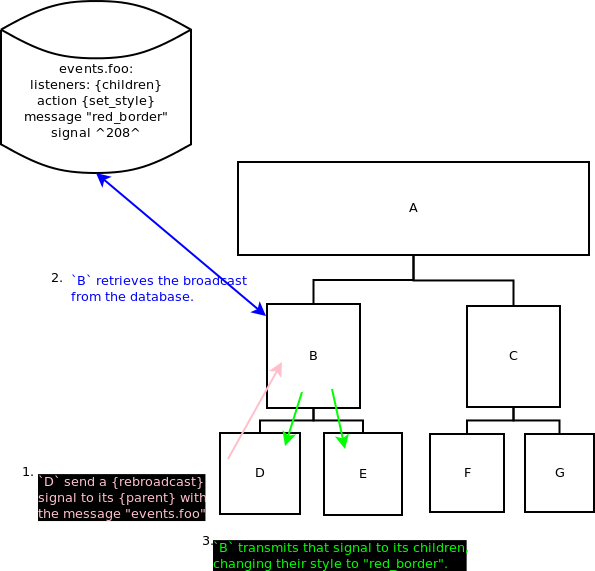 events.foo:
listeners: {children}
action {set_style}
message "red_border"
signal ^208^
A
2. `B` retrieves the broadcast
from the database.
B
C
D
E
F
G
1. `D` send a {rebroadcast}
signal to its {parent} with
the message "events.foo"
3. `B` transmits that signal to its children,
changing their style to "red_border".